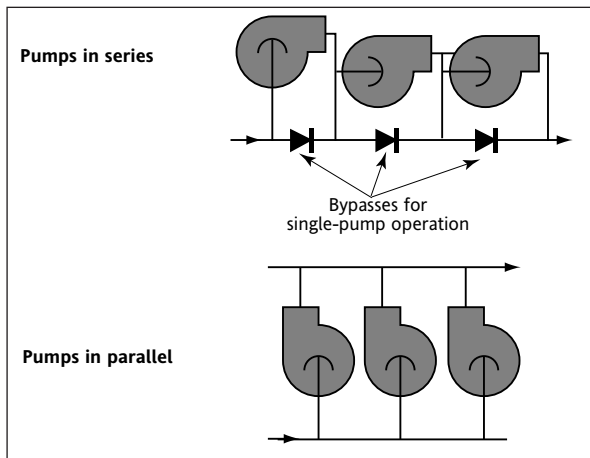 Pumps in series
Bypasses for
single-pump operation
Pumps in parallel